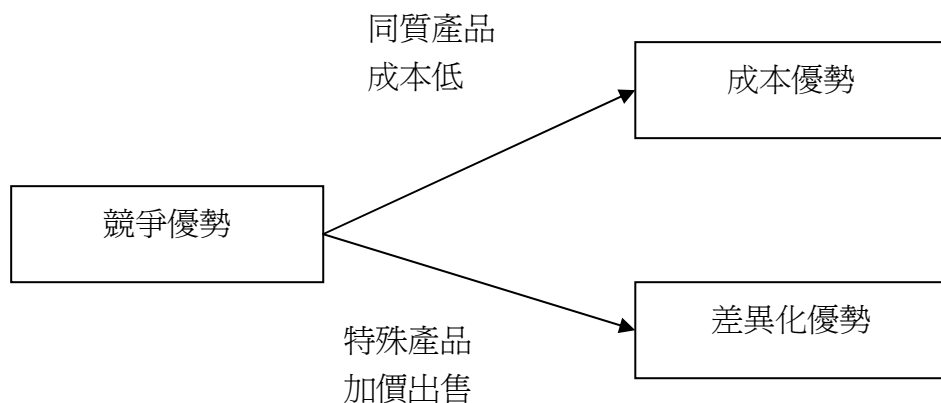 同質產品
成本低
成本優勢
競爭優勢
差異化優勢
特殊產品
加價出售